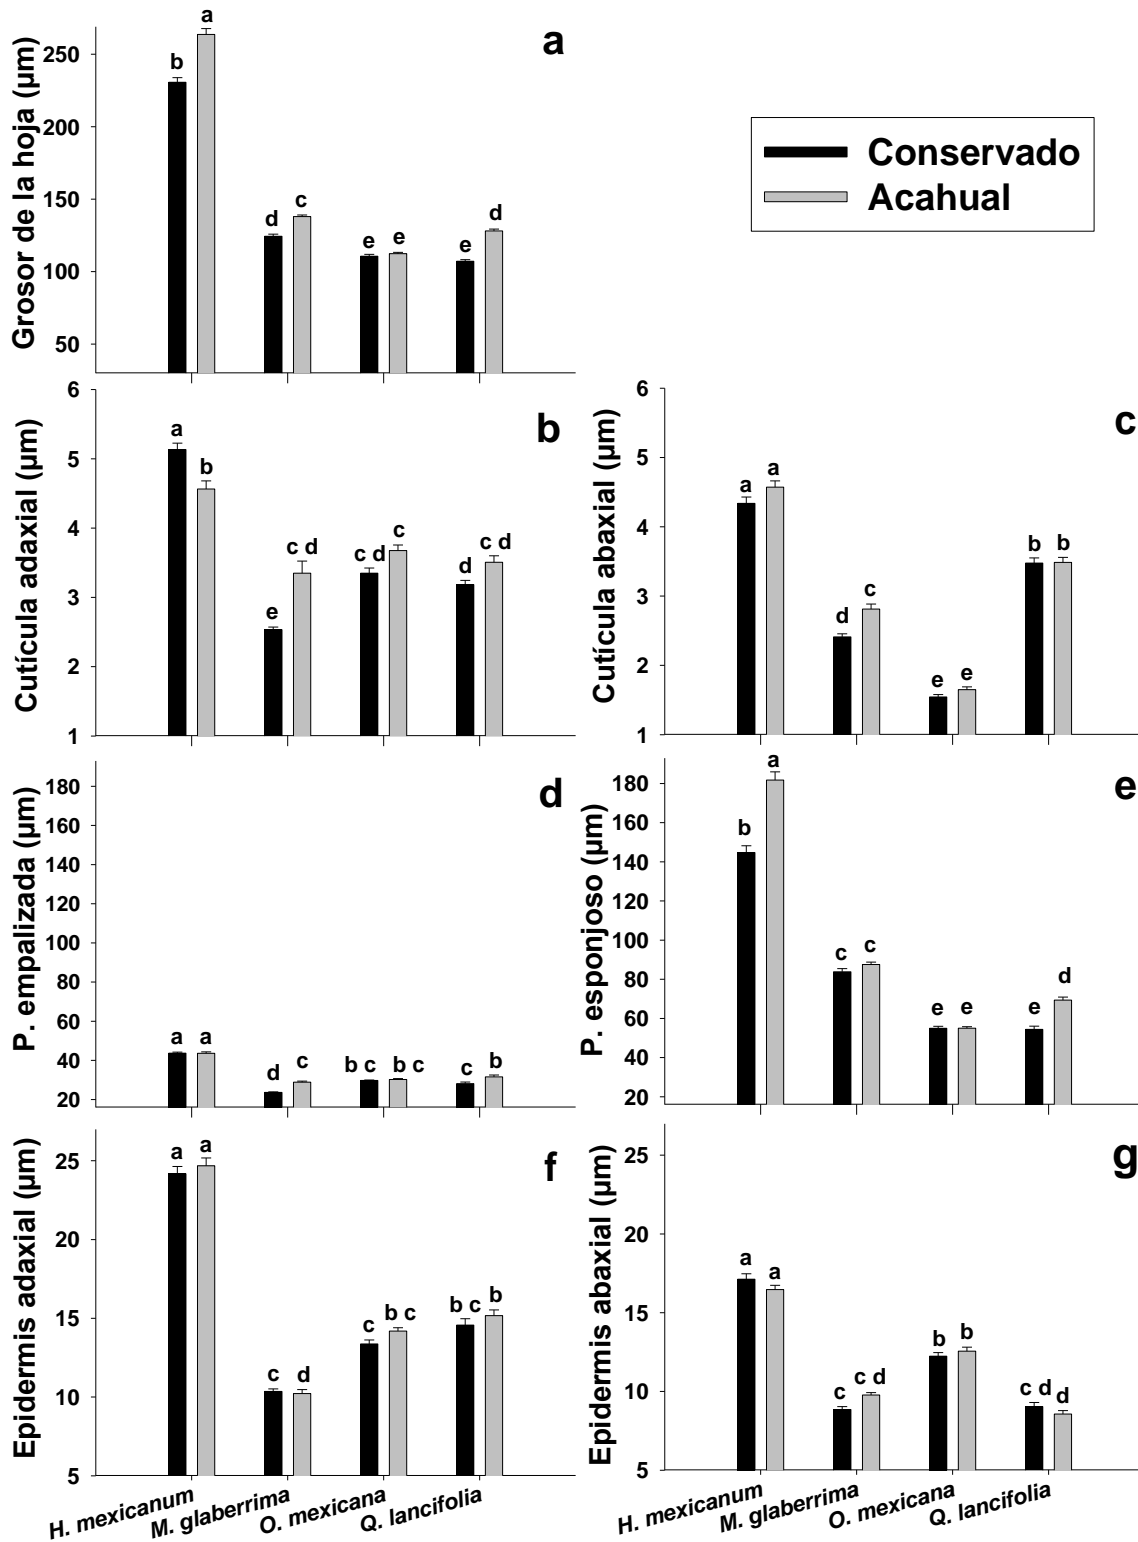 a
Grosor de la hoja (µm)
250
200
150
100
50
b
a
d
c
e
e
e
d
Conservado
Acahual
b
Cutícula adaxial (µm)
6
5
4
3
2
1
a
b
e
c d
c d
c
d
c d
c
Cutícula abaxial (µm)
6
5
4
3
2
1
a
a
d
c
e
e
b
b
d
P. empalizada (µm)
180
160
140
120
100
80
60
40
20
a
a
d
c
b c
b c
c
b
e
P. esponjoso (µm)
180
160
140
120
100
80
60
40
20
b
a
c
c
e
e
e
d
f
Epidermis adaxial (µm)
25
20
15
10
5
a
a
c
d
c
b c
b c
b
H. mexicanum
M. glaberrima
O. mexicana
Q. lancifolia
g
Epidermis abaxial (µm)
25
20
15
10
5
a
a
c
c d
b
b
c d
d
H. mexicanum
M. glaberrima
O. mexicana
Q. lancifolia